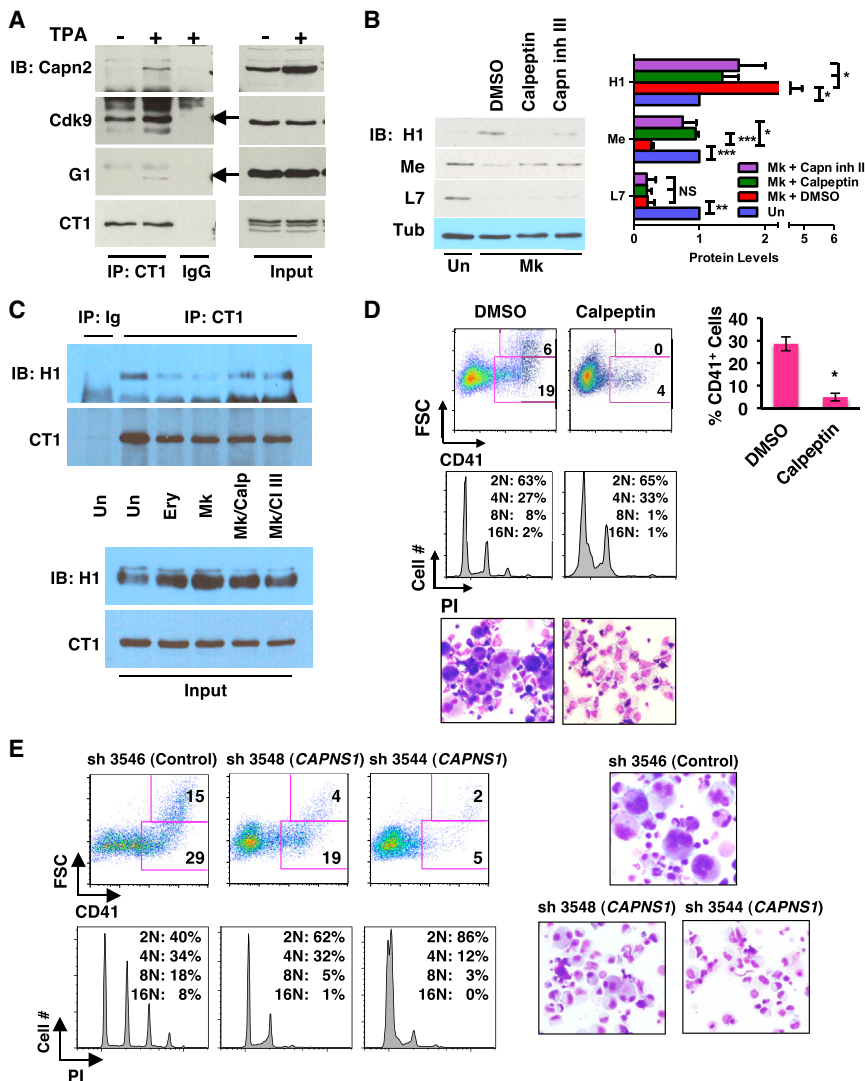 A
TPA - + + - +
IB: Capn2
Cdk9
G1
CT1
IP: CT1 IgG Input
B
DMSO
Calpeptin
Capn inh III
IB: H1
Me
L7
Tub
Un Mk
H1
Me
L7
*
*
***
*
***
NS
**
Mk + Capn inh II
Mk + Calpeptin
Mk + DMSO
Un
0 1 2 5 6
Protein Levels
C
IP: Ig IP: CT1
IB: H1
CT1
Un
Un
Ery
Mk
Mk/Calp
Mk/CI III
IB: H1
CT1
Input
D
DMSO Calpeptin
6
19
0
4
FSC
CD41
2N: 63%
4N: 27%
8N: 8%
16N: 2%
2N: 65%
4N: 33%
8N: 1%
16N: 1%
Cell #
PI
% CD41+ Cells
40
30
20
10
0
*
DMSO
Calpeptin
E
sh 3546 (Control) sh 3548 (CAPNS1) sh 3544 (CAPNS1)
15
29
4
19
2
5
FSC
CD41
2N: 40%
4N: 34%
8N: 18%
16N: 8%
2N: 62%
4N: 32%
8N: 5%
16N: 1%
2N: 86%
4N: 12%
8N: 3%
16N: 0%
Cell #
PI
sh 3546 (Control)
sh 3548 (CAPNS1) sh 3544 (CAPNS1)